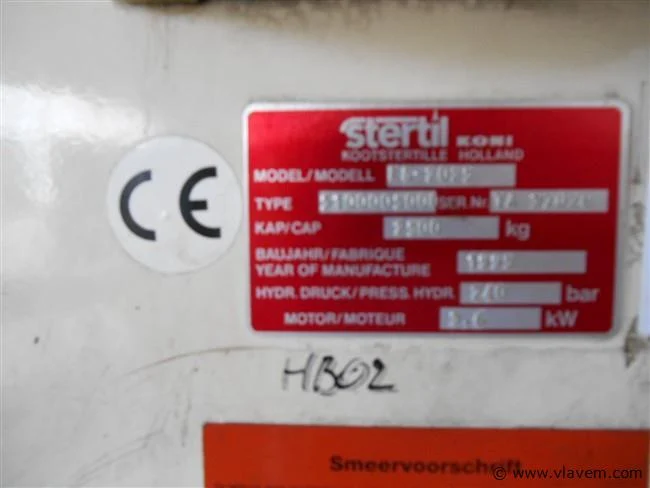 CE
stertil KONI
KOOTSTERTILLE HOLLAND
MODEL/MODELL
TYPE SER.Nr.
KAP/CAP kg
BAUJAHR/FABRIQUE
YEAR OF MANUFACTURE
HYDR. DRUCK/PRESS. HYDR. 240 bar
MOTOR/MOTEUR kW
HB02
Smeervoorschrift
© www.vlavem.com